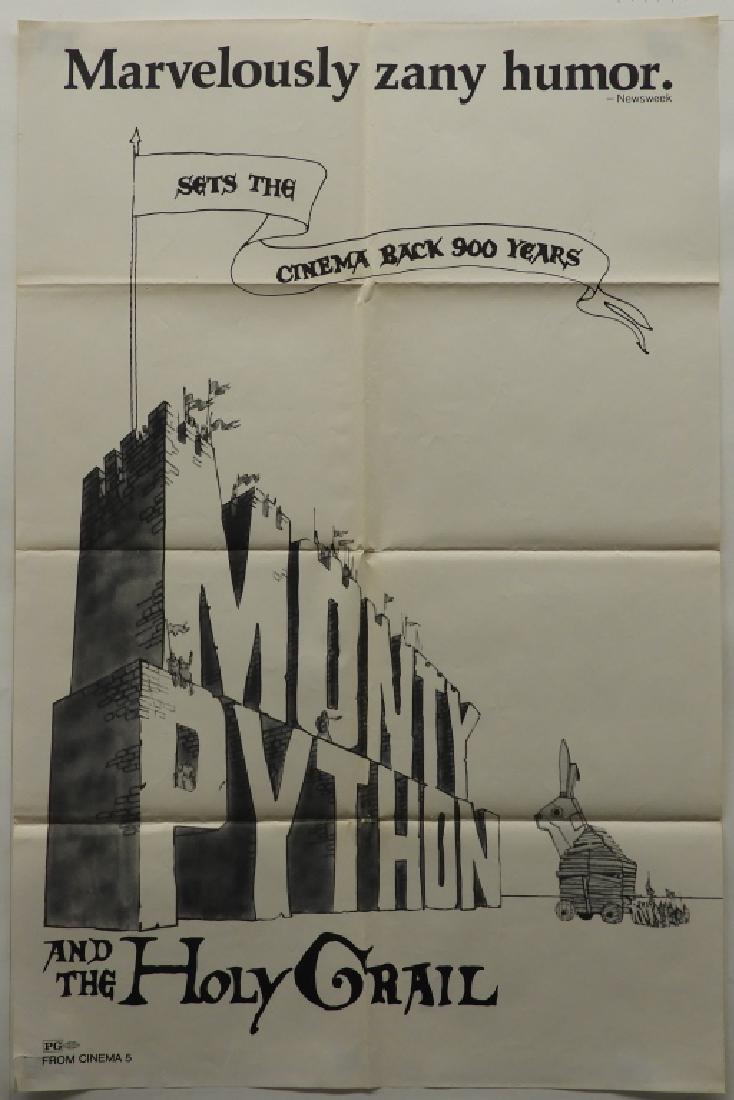 Marvelously zany humor.
– Newsweek
SETS THE
CINEMA BACK 900 YEARS
MONTY
PYTHON
AND
THE HOLY GRAIL
PG
FROM CINEMA 5